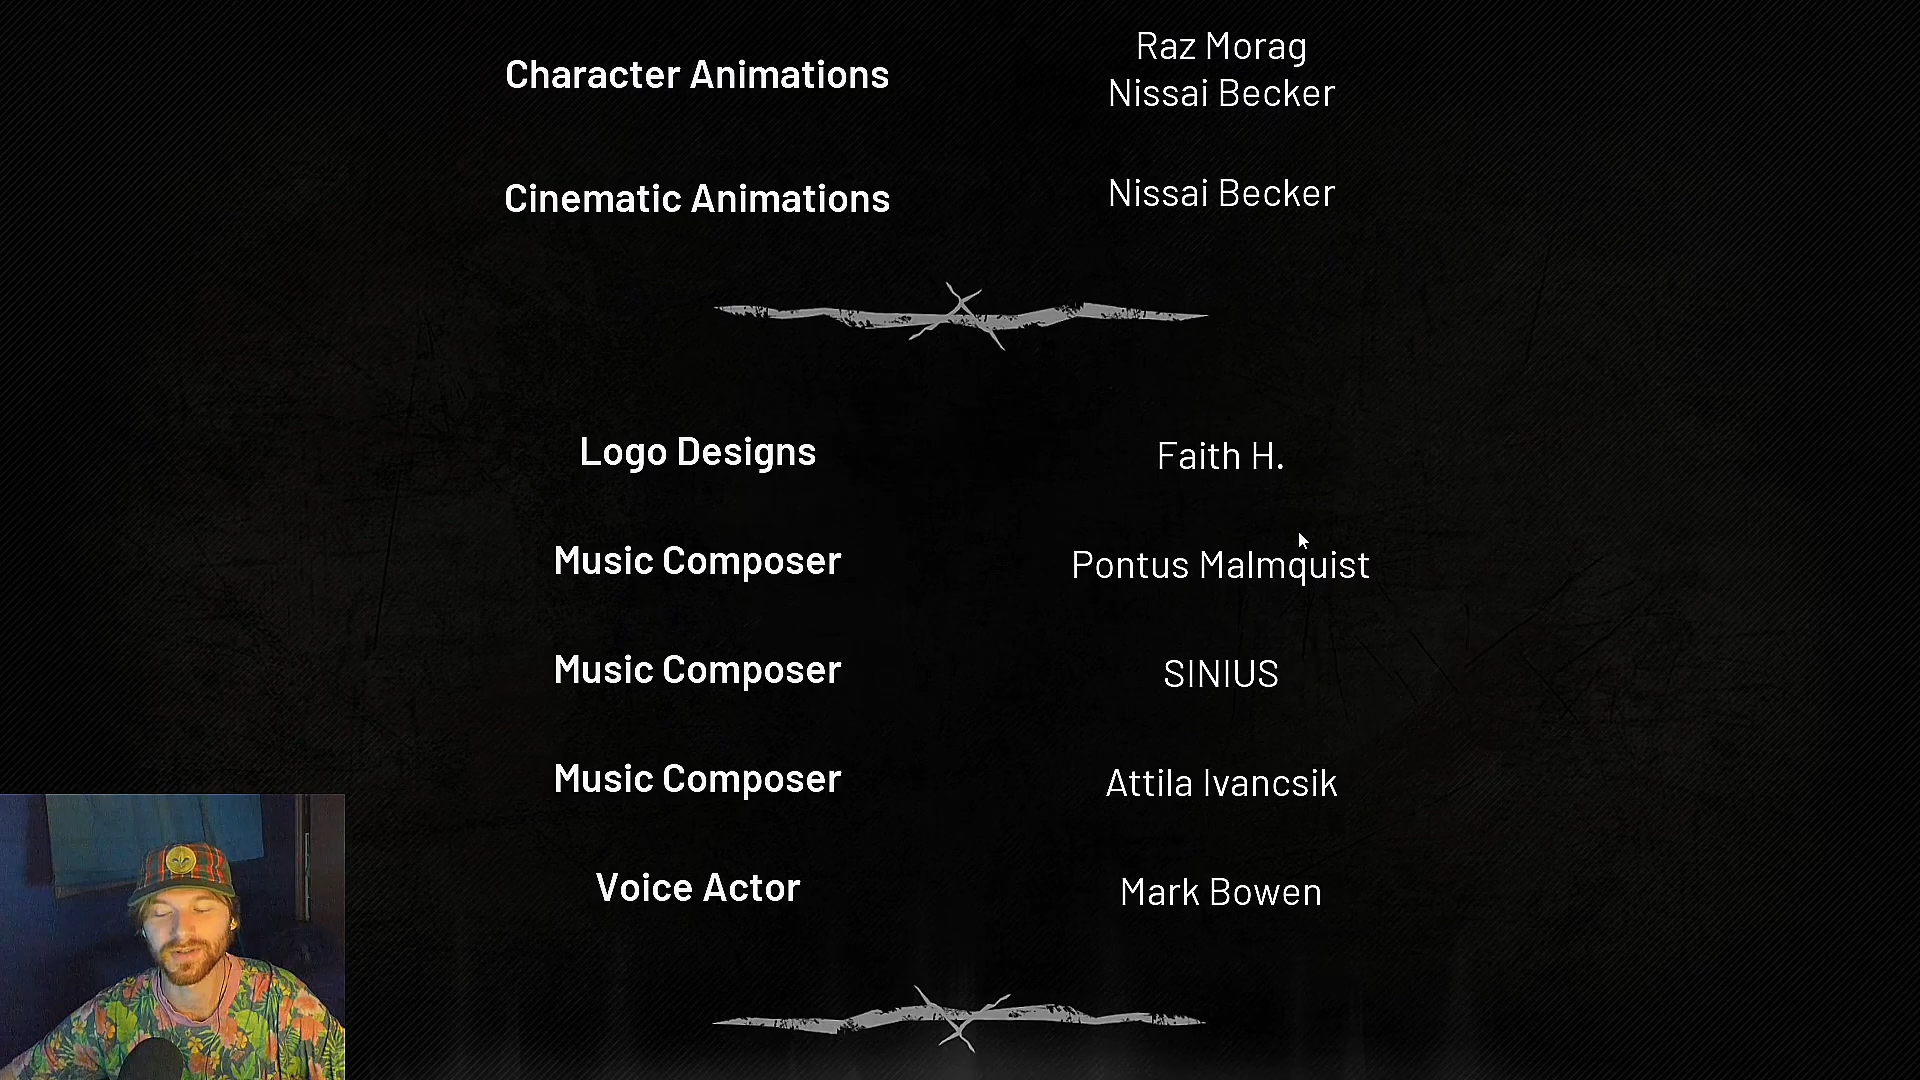 Character Animations
Raz Morag
Nissai Becker
Cinematic Animations
Nissai Becker
Logo Designs
Faith H.
Music Composer
Pontus Malmquist
Music Composer
SINIUS
Music Composer
Attila Ivancsik
Voice Actor
Mark Bowen